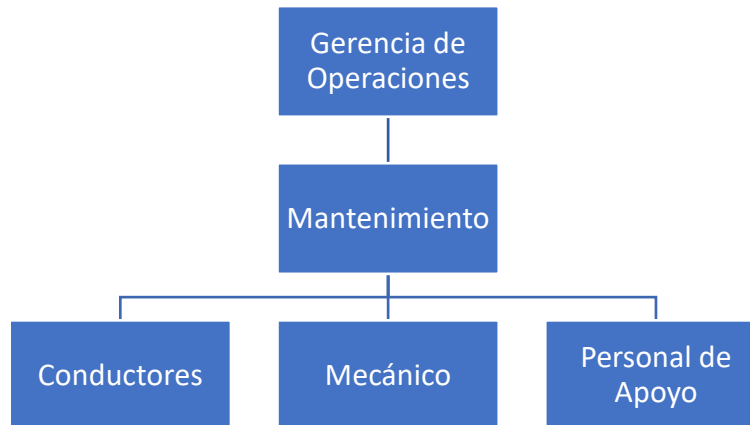 Gerencia de
Operaciones
Mantenimiento
Conductores
Mecánico
Personal de
Apoyo